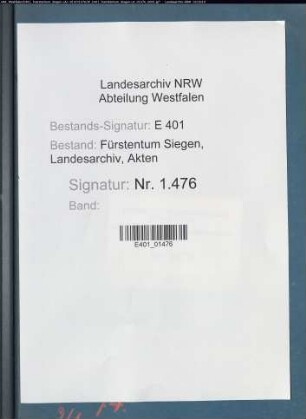 Landesarchiv NRW
Abteilung Westfalen
Bestands-Signatur: E 401
Bestand: Fürstentum Siegen,
Landesarchiv, Akten
Signatur: Nr. 1.476
Band:
E401_01476